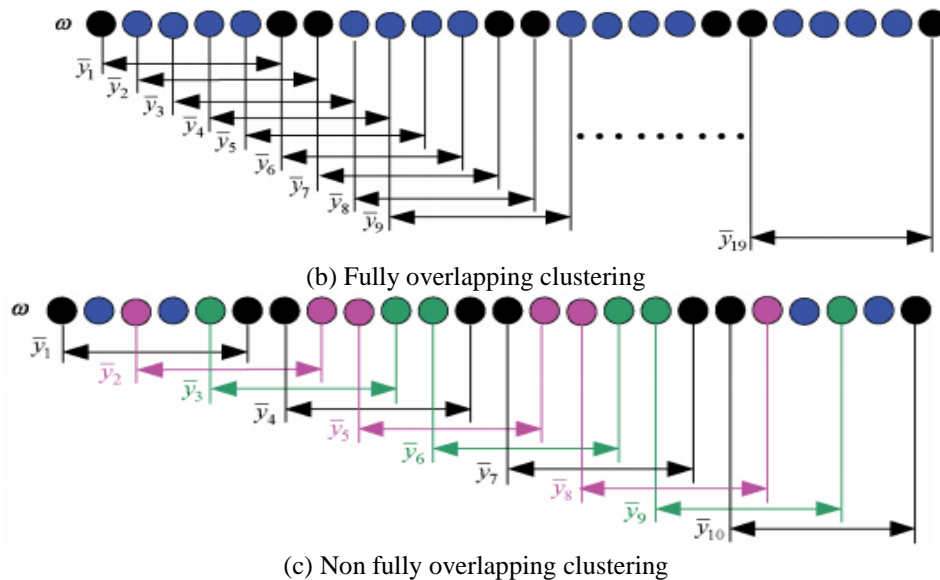 ω
ȳ1
ȳ2
ȳ3
ȳ4
ȳ5
ȳ6
ȳ7
ȳ8
ȳ9
ȳ19
(b) Fully overlapping clustering
ω
ȳ1
ȳ2
ȳ3
ȳ4
ȳ5
ȳ6
ȳ7
ȳ8
ȳ9
ȳ10
(c) Non fully overlapping clustering